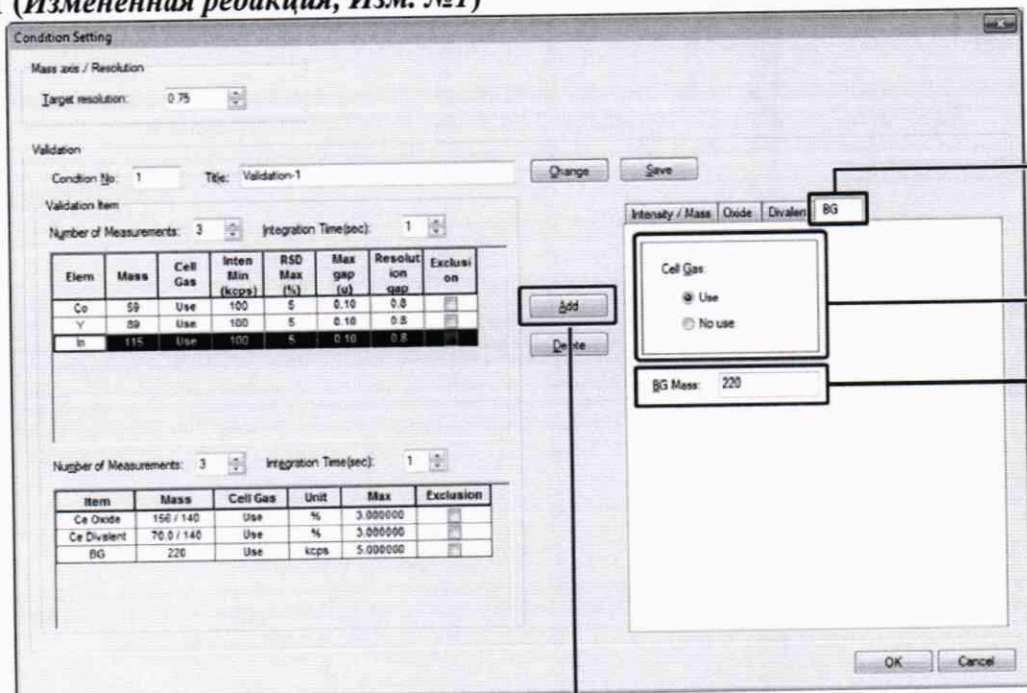 (Измененная редакция, Изм. №1)
Condition Setting
Mass axis / Resolution
Target resolution: 0.75
Validation
Condtion No: 1 Title: Validation-1 Change Save
Validation Item
Number of Measurements: 3 Integration Time(sec): 1
Elem Mass Cell Gas Inten Min (kcps) RSD Max (%) Max gap (u) Resolut ion gap Exclusi on
Co 59 Use 100 5 0.10 0.8
Y 89 Use 100 5 0.10 0.8
In 115 Use 100 5 0.10 0.8
Add
Delete
Intensity / Mass Oxide Divalen BG
Cell Gas:
Use
No use
BG Mass: 220
Number of Measurements: 3 Integration Time(sec): 1
Item Mass Cell Gas Unit Max Exclusion
Ce Oxide 156 / 140 Use % 3.000000
Ce Divalent 70.0 / 140 Use % 3.000000
BG 220 Use kcps 5.000000
OK Cancel